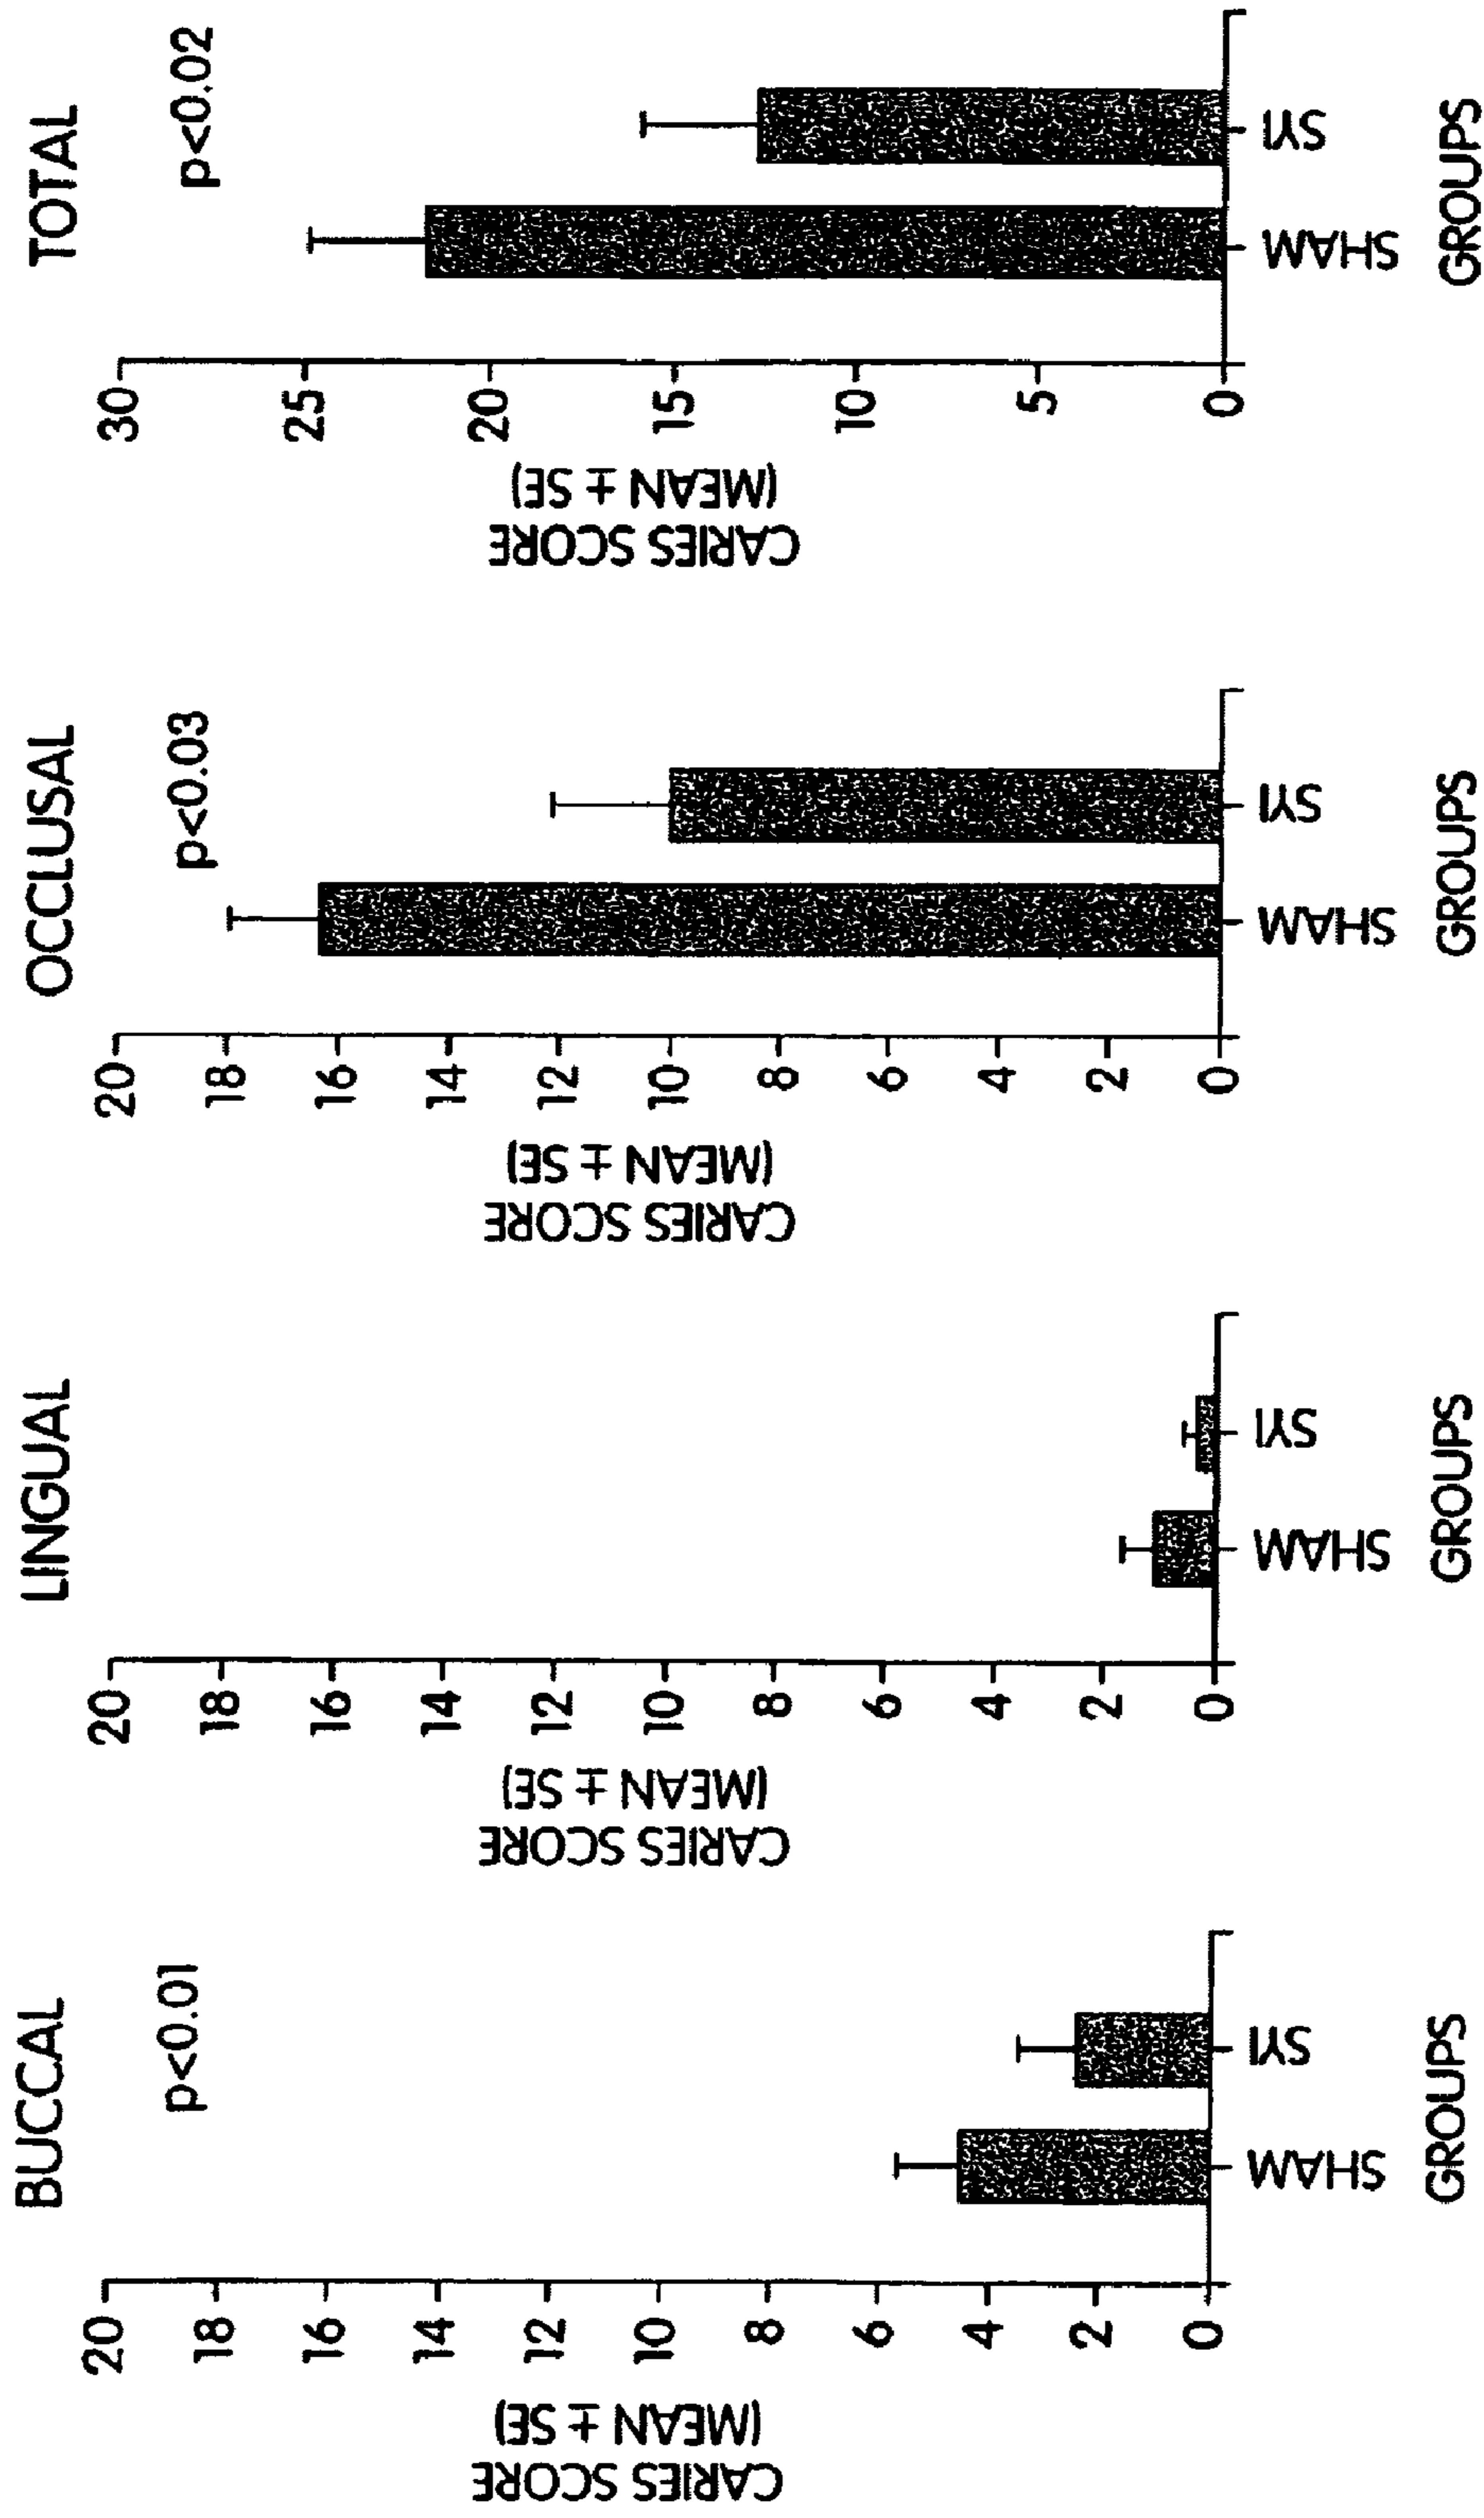 BUCCAL
p<0.01
CARIES SCORE
(MEAN ± SE)
20
18
16
14
12
10
8
6
4
2
0
SHAM
SYI
GROUPS
LINGUAL
CARIES SCORE
(MEAN ± SE)
20
18
16
14
12
10
8
6
4
2
0
SHAM
SYI
GROUPS
OCCLUSAL
p<0.03
CARIES SCORE
(MEAN ± SE)
20
18
16
14
12
10
8
6
4
2
0
SHAM
SYI
GROUPS
TOTAL
p<0.02
CARIES SCORE
(MEAN ± SE)
30
25
20
15
10
5
0
SHAM
SYI
GROUPS